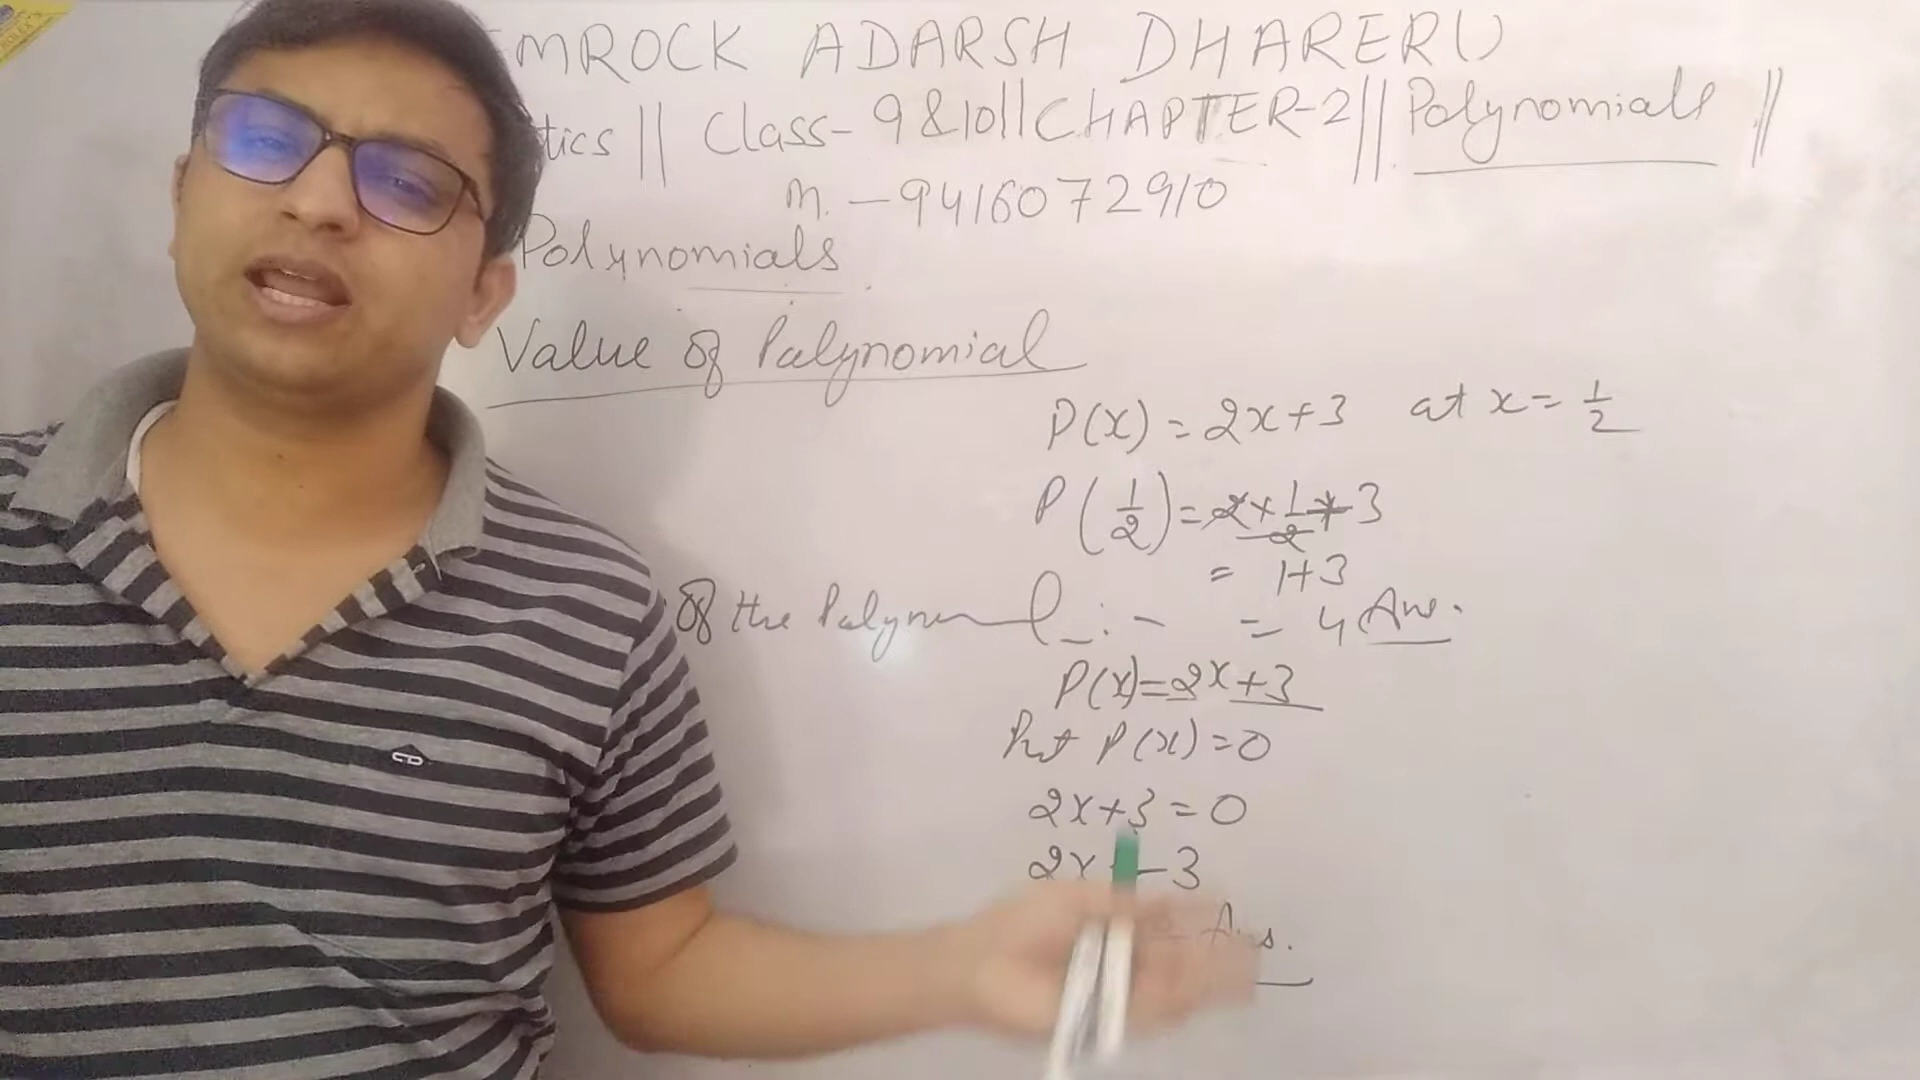 MROCK ADARSH DHARERU
tics || Class-9&10||CHAPTER-2||Polynomials||
m.-9416072910
Polynomials
Value of Polynomial
P(x)=2x+3 at x=1/2
P(1/2)=2×1/2+3
= 1+3
= 4 Ans.
of the Polynomial:-
P(x)=2x+3
Put P(x)=0
2x+3=0
2x -3
Ans.